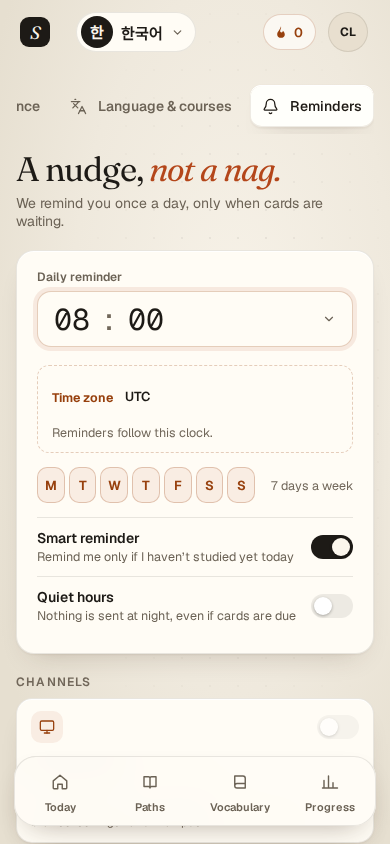 S
한 한국어
0
CL
nce
Language & courses
Reminders
A nudge, not a nag.
We remind you once a day, only when cards are
waiting.
Daily reminder
08 : 00
Time zone UTC
Reminders follow this clock.
M T W T F S S 7 days a week
Smart reminder
Remind me only if I haven’t studied yet today
Quiet hours
Nothing is sent at night, even if cards are due
CHANNELS
Today
Paths
Vocabulary
Progress